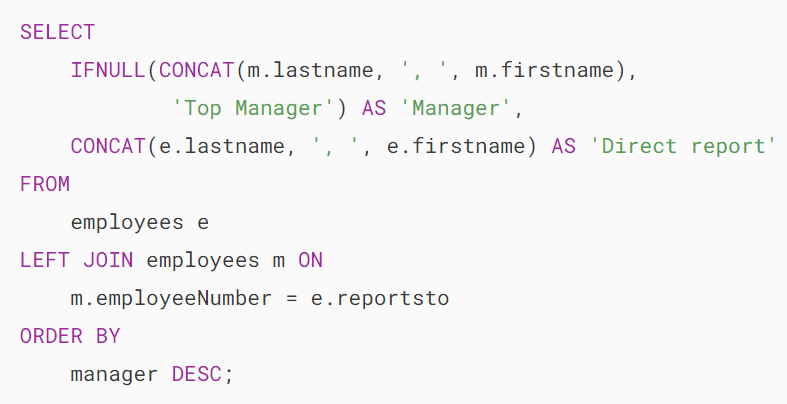 SELECT
    IFNULL(CONCAT(m.lastname, ', ', m.firstname),
            'Top Manager') AS 'Manager',
    CONCAT(e.lastname, ', ', e.firstname) AS 'Direct report'
FROM
    employees e
LEFT JOIN employees m ON
    m.employeeNumber = e.reportsto
ORDER BY
    manager DESC;